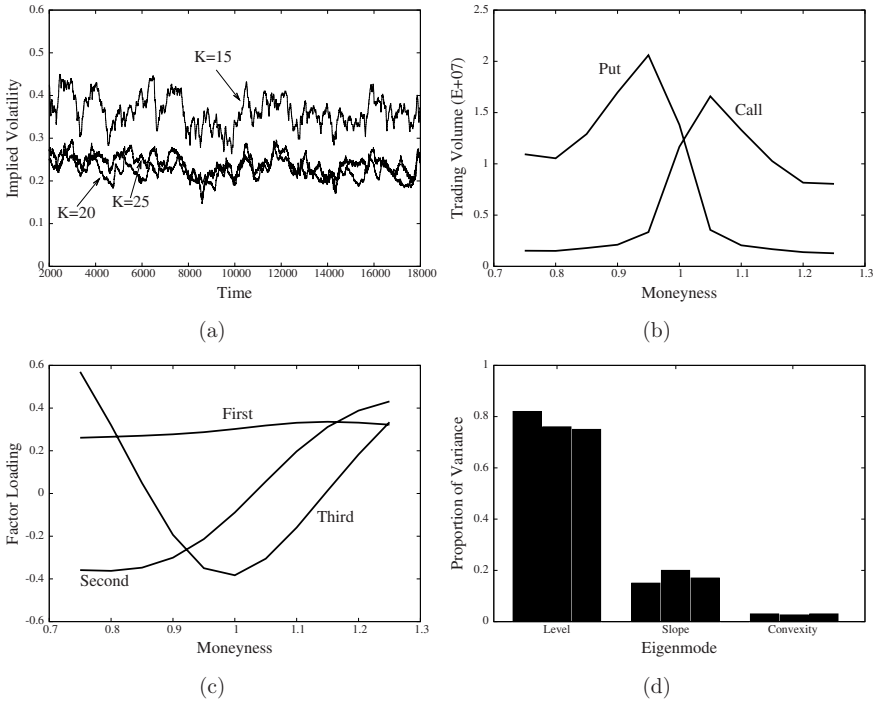 0.6
0.5
0.4
0.3
0.2
0.1
0
Implied Volatility
K=15
K=20
K=25
2000 4000 6000 8000 10000 12000 14000 16000 18000
Time
(a)
2.5
2
1.5
1
0.5
0
Trading Volume (E+07)
Put
Call
0.7 0.8 0.9 1 1.1 1.2 1.3
Moneyness
(b)
0.6
0.4
0.2
0
-0.2
-0.4
-0.6
Factor Loading
First
Second
Third
0.7 0.8 0.9 1 1.1 1.2 1.3
Moneyness
(c)
1
0.8
0.6
0.4
0.2
0
Proportion of Variance
Level Slope Convexity
Eigenmode
(d)